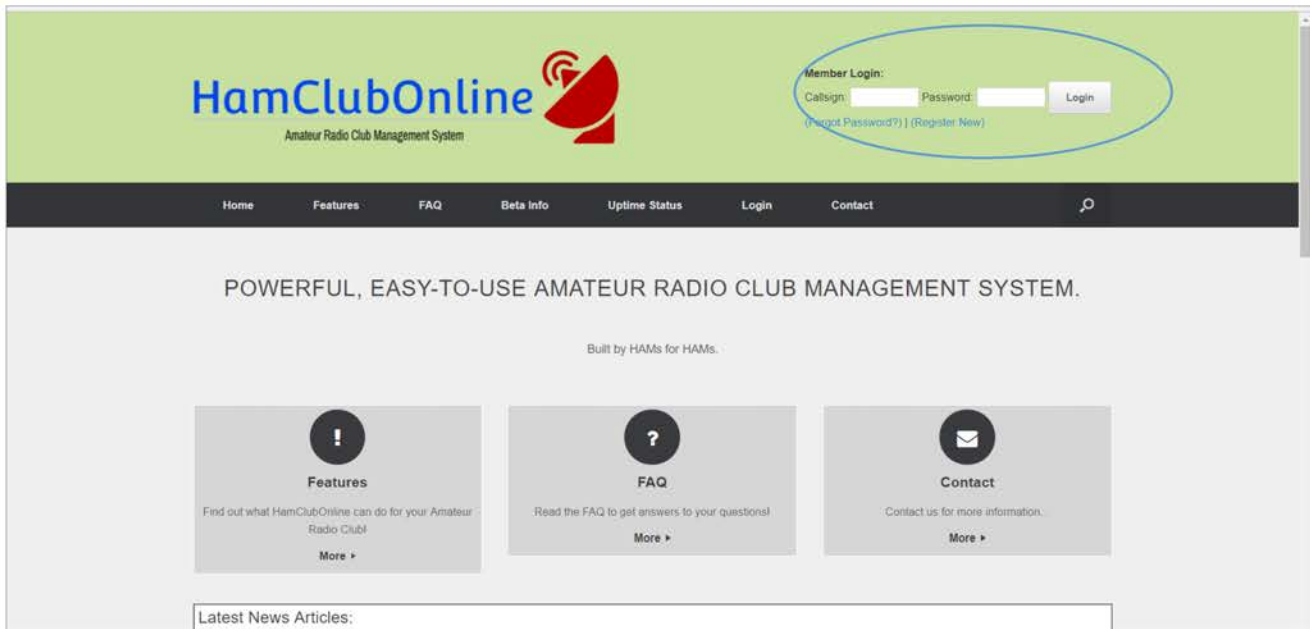 HamClubOnline
Amateur Radio Club Management System
Member Login:
Callsign: Password: Login
(Forgot Password?) | (Register New)
Home Features FAQ Beta Info Uptime Status Login Contact
POWERFUL, EASY-TO-USE AMATEUR RADIO CLUB MANAGEMENT SYSTEM.
Built by HAMs for HAMs.
!
Features
Find out what HamClubOnline can do for your Amateur
Radio Club!
More
?
FAQ
Read the FAQ to get answers to your questions!
More
Contact
Contact us for more information...
More
Latest News Articles: